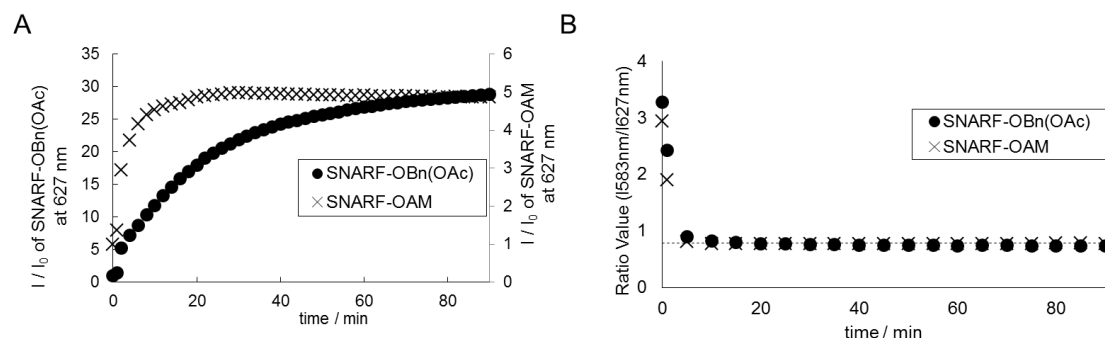 A
I / I₀ of SNARF-OBn(OAc)
at 627 nm
35
30
25
20
15
10
5
0
6
5
4
3
2
1
0
I / I₀ of SNARF-OAM
at 627 nm
SNARF-OBn(OAc)
SNARF-OAM
0
20
40
60
80
time / min
B
Ratio Value (I583nm/I627nm)
4
3
2
1
0
SNARF-OBn(OAc)
SNARF-OAM
0
20
40
60
80
time / min